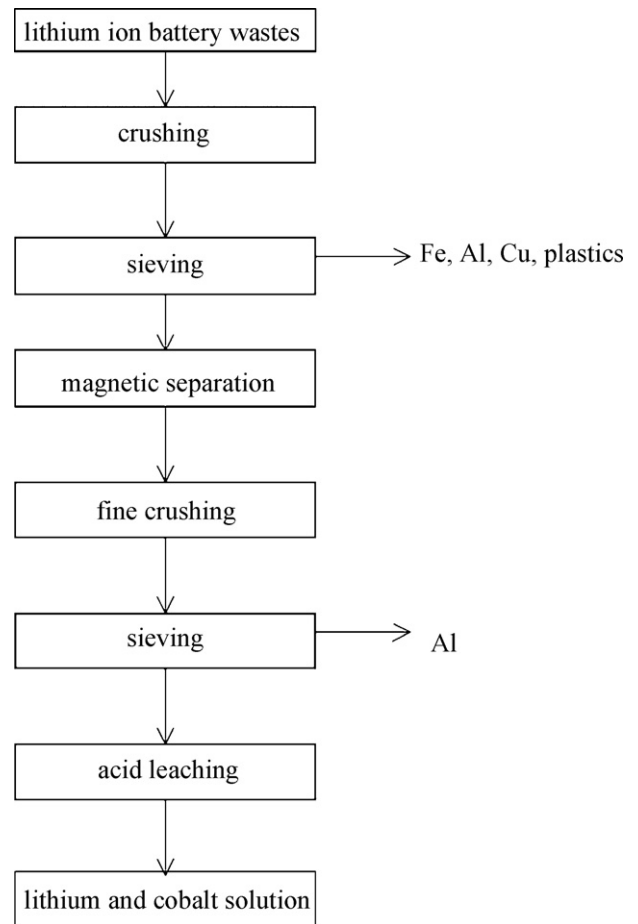 lithium ion battery wastes
crushing
sieving
Fe, Al, Cu, plastics
magnetic separation
fine crushing
sieving
Al
acid leaching
lithium and cobalt solution